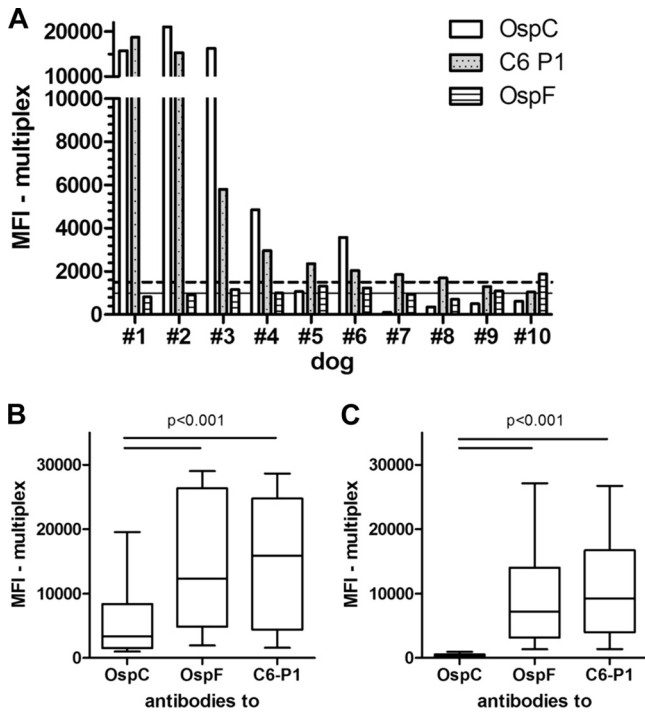 A
MFI - multiplex
20000
10000
10000
8000
6000
4000
2000
0
OspC
C6 P1
OspF
#1 #2 #3 #4 #5 #6 #7 #8 #9 #10
dog
B
p<0.001
MFI - multiplex
30000
20000
10000
0
OspC OspF C6-P1
antibodies to
C
p<0.001
MFI - multiplex
30000
20000
10000
0
OspC OspF C6-P1
antibodies to